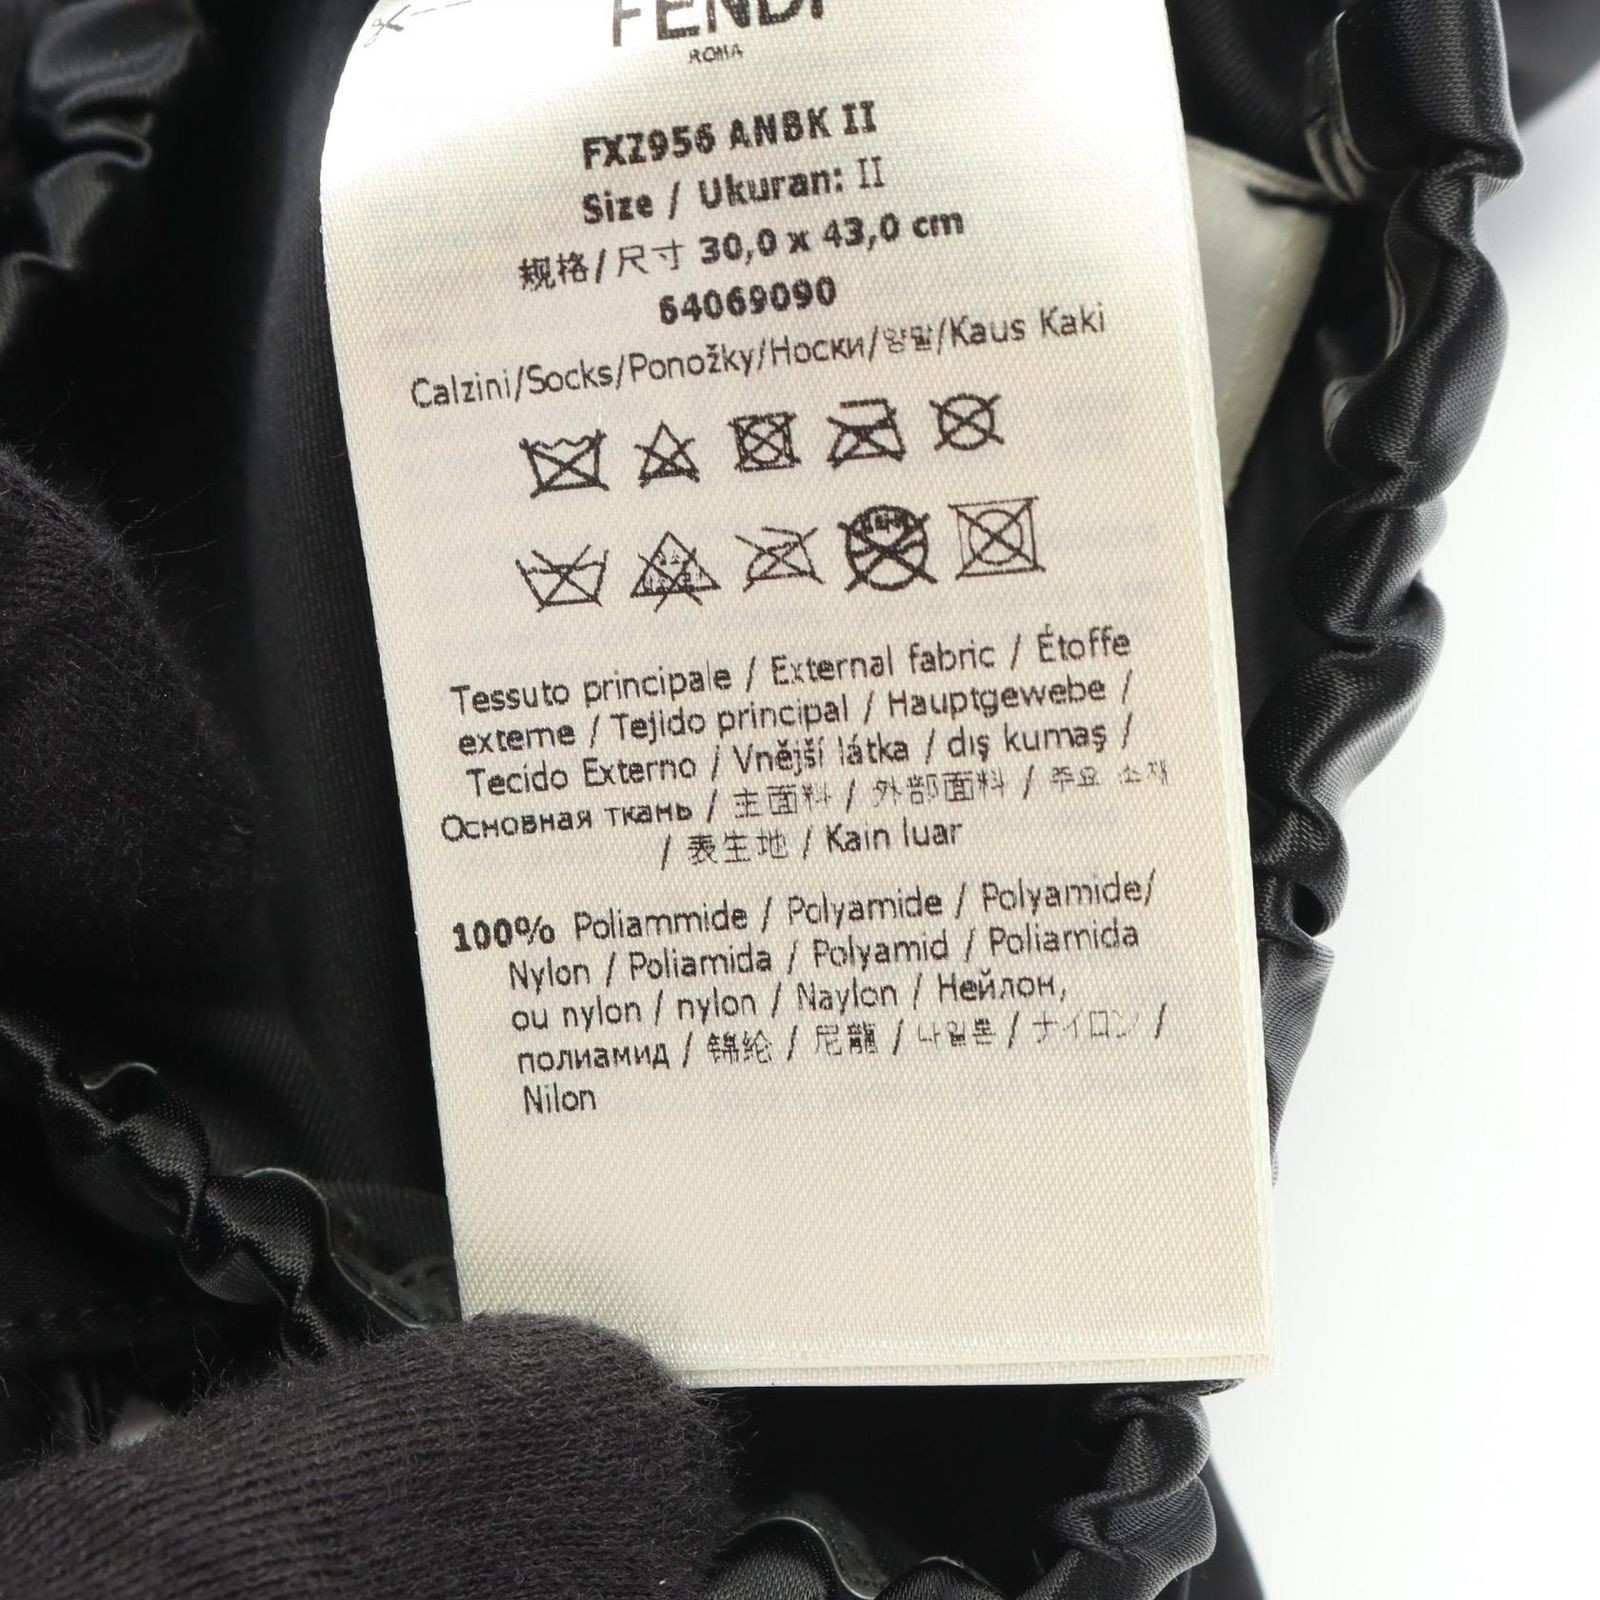 FENDI
ROMA
FXZ956 ANBK II
Size / Ukuran: II
规格/尺寸 30,0 x 43,0 cm
64069090
Calzini/Socks/Ponožky/Носки/양말/Kaus Kaki
Tessuto principale / External fabric / Étoffe
externe / Tejido principal / Hauptgewebe /
Tecido Externo / Vnější látka / dış kumaş /
Основная ткань / 主面料 / 外部面料 / 주요 소재
/ 表生地 / Kain luar
100% Poliammide / Polyamide / Polyamide/
Nylon / Poliamida / Polyamid / Poliamida
ou nylon / nylon / Naylon / Нейлон,
полиамид / 锦纶 / 尼龍 / 나일론 / ナイロン /
Nilon